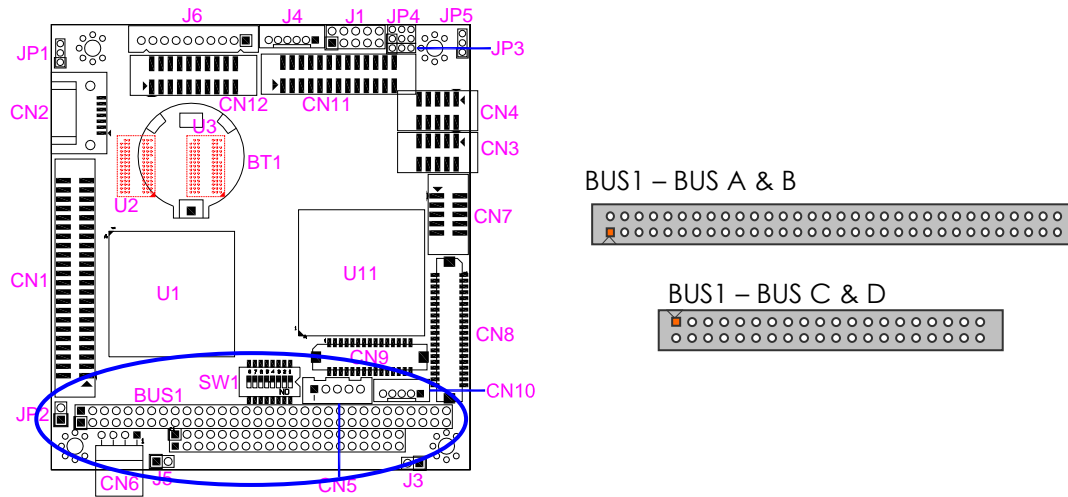 J6
J4
J1
JP4
JP5
JP1
JP3
CN2
CN12
CN11
CN4
U3
CN3
BT1
U2
CN7
BUS1 – BUS A & B
CN1
U1
U11
BUS1 – BUS C & D
CN8
CN9
SW1
CN10
BUS1
JP2
J5
J3
CN6
CN5